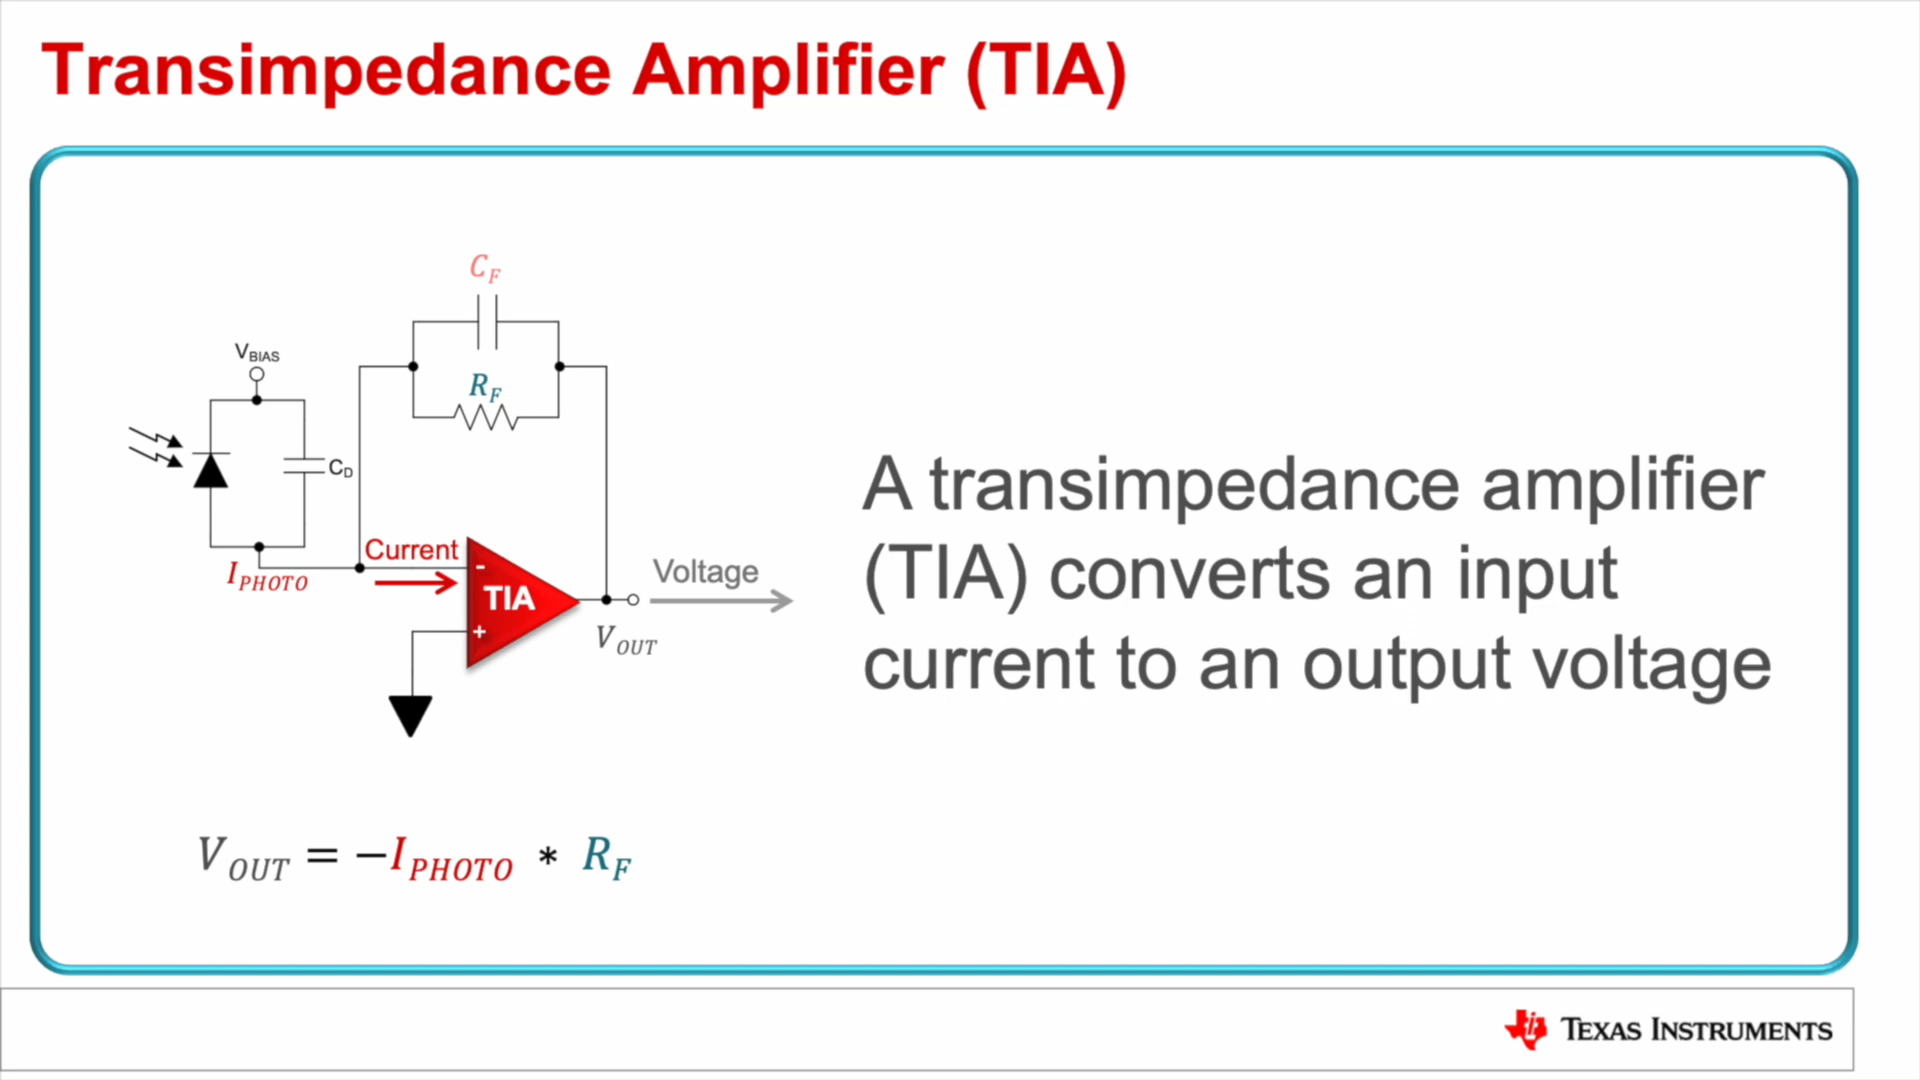 Transimpedance Amplifier (TIA)
C_F
V_BIAS
R_F
C_D
Current
I_PHOTO
-
TIA
+
Voltage
V_OUT
A transimpedance amplifier
(TIA) converts an input
current to an output voltage
V_OUT = −I_PHOTO * R_F
TEXAS INSTRUMENTS